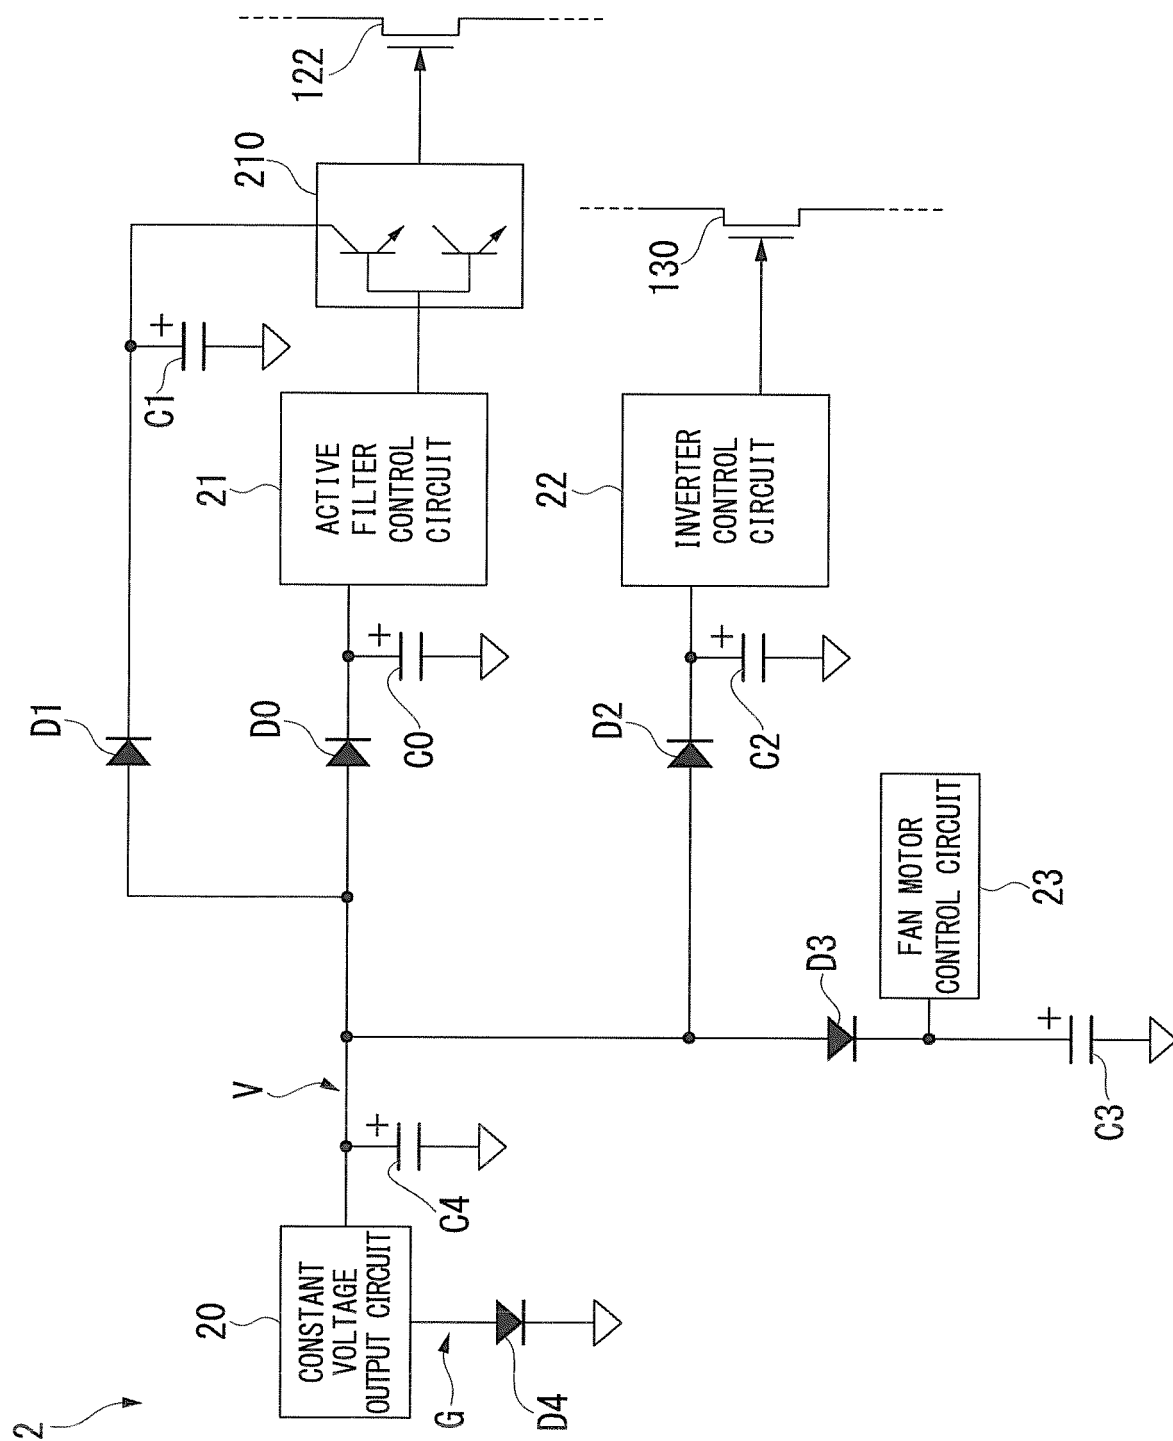 2
20
CONSTANT
VOLTAGE
OUTPUT CIRCUIT
G
D4
V
+
C4
D1
D0
+
C0
+
C1
21
ACTIVE
FILTER
CONTROL
CIRCUIT
210
122
D2
+
C2
22
INVERTER
CONTROL
CIRCUIT
130
D3
FAN MOTOR
CONTROL CIRCUIT
23
+
C3